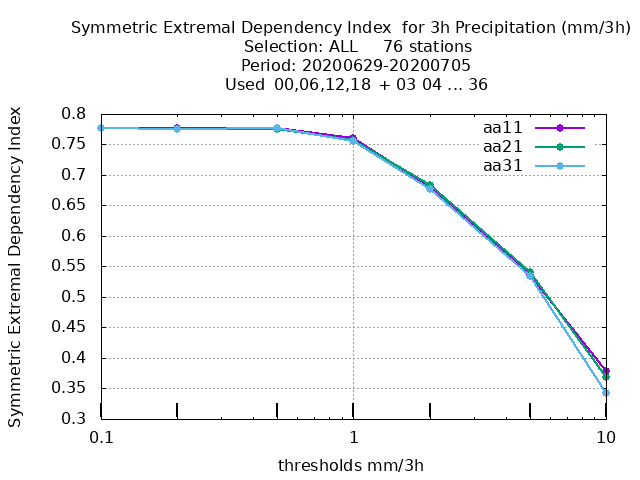 Symmetric Extremal Dependency Index  for 3h Precipitation (mm/3h)
Selection: ALL     76 stations
Period: 20200629-20200705
Used  00,06,12,18  + 03 04 ... 36
Symmetric Extremal Dependency Index
0.8
0.75
0.7
0.65
0.6
0.55
0.5
0.45
0.4
0.35
0.3
aa11
aa21
aa31
0.1
1
10
thresholds mm/3h